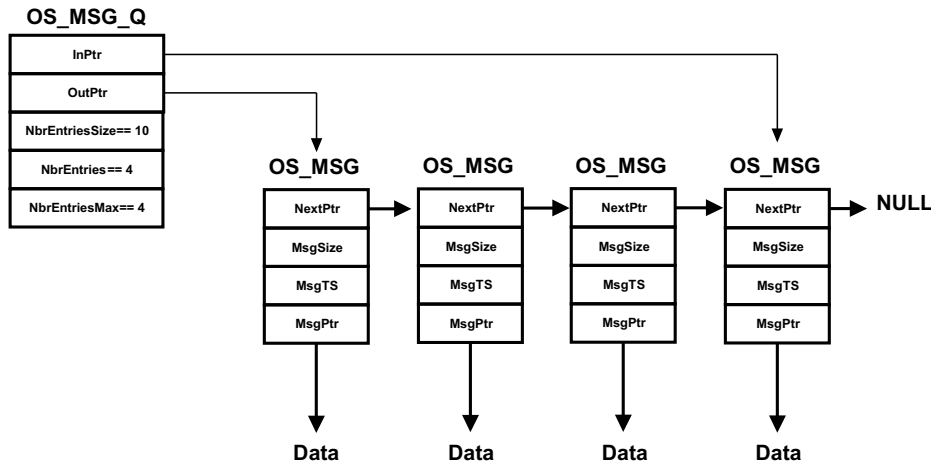 OS_MSG_Q
InPtr
OutPtr
NbrEntriesSize== 10
NbrEntries== 4
NbrEntriesMax== 4
OS_MSG OS_MSG OS_MSG OS_MSG
NextPtr NextPtr NextPtr NextPtr NULL
MsgSize MsgSize MsgSize MsgSize
MsgTS MsgTS MsgTS MsgTS
MsgPtr MsgPtr MsgPtr MsgPtr
Data Data Data Data